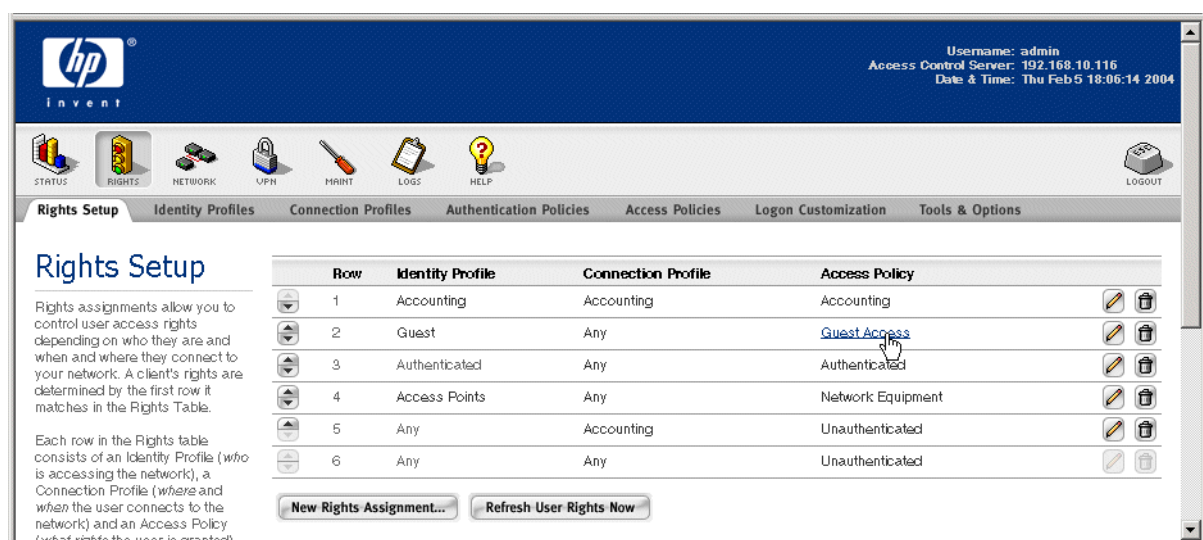 hp
®
invent
Username: admin
Access Control Server: 192.168.10.116
Date & Time: Thu Feb 5 18:06:14 2004
STATUS
RIGHTS
NETWORK
VPN
MAINT
LOGS
HELP
LOGOUT
Rights Setup Identity Profiles Connection Profiles Authentication Policies Access Policies Logon Customization Tools & Options
Rights Setup
Rights assignments allow you to
control user access rights
depending on who they are and
when and where they connect to
your network. A client's rights are
determined by the first row it
matches in the Rights Table.
Each row in the Rights table
consists of an Identity Profile (who
is accessing the network), a
Connection Profile (where and
when the user connects to the
network) and an Access Policy
(what rights the user is granted)
Row Identity Profile Connection Profile Access Policy
1 Accounting Accounting Accounting
2 Guest Any Guest Access
3 Authenticated Any Authenticated
4 Access Points Any Network Equipment
5 Any Accounting Unauthenticated
6 Any Any Unauthenticated
New Rights Assignment... Refresh User Rights Now